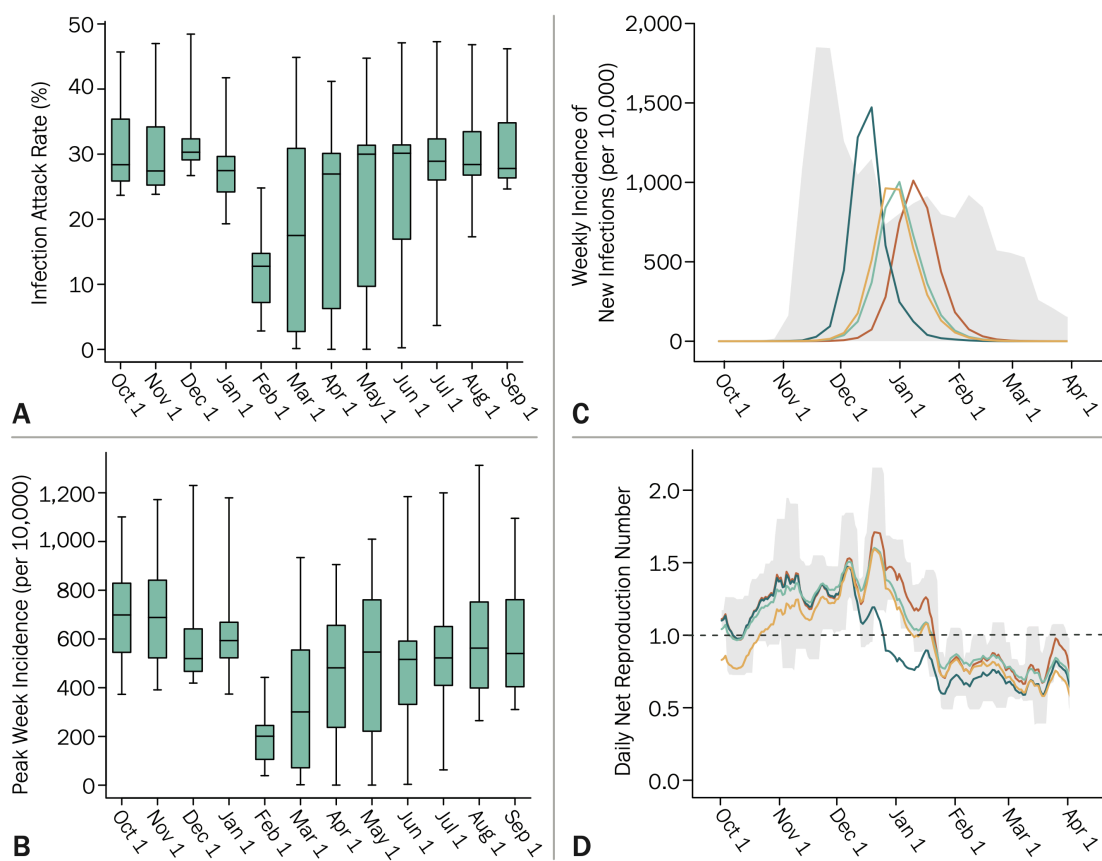 Infection Attack Rate (%)
50
40
30
20
10
0
Oct 1
Nov 1
Dec 1
Jan 1
Feb 1
Mar 1
Apr 1
May 1
Jun 1
Jul 1
Aug 1
Sep 1
A
Peak Week Incidence (per 10,000)
1,200
1,000
800
600
400
200
0
Oct 1
Nov 1
Dec 1
Jan 1
Feb 1
Mar 1
Apr 1
May 1
Jun 1
Jul 1
Aug 1
Sep 1
B
Weekly Incidence of
New Infections (per 10,000)
2,000
1,500
1,000
500
0
Oct 1
Nov 1
Dec 1
Jan 1
Feb 1
Mar 1
Apr 1
C
Daily Net Reproduction Number
2.0
1.5
1.0
0.5
0.0
Oct 1
Nov 1
Dec 1
Jan 1
Feb 1
Mar 1
Apr 1
D